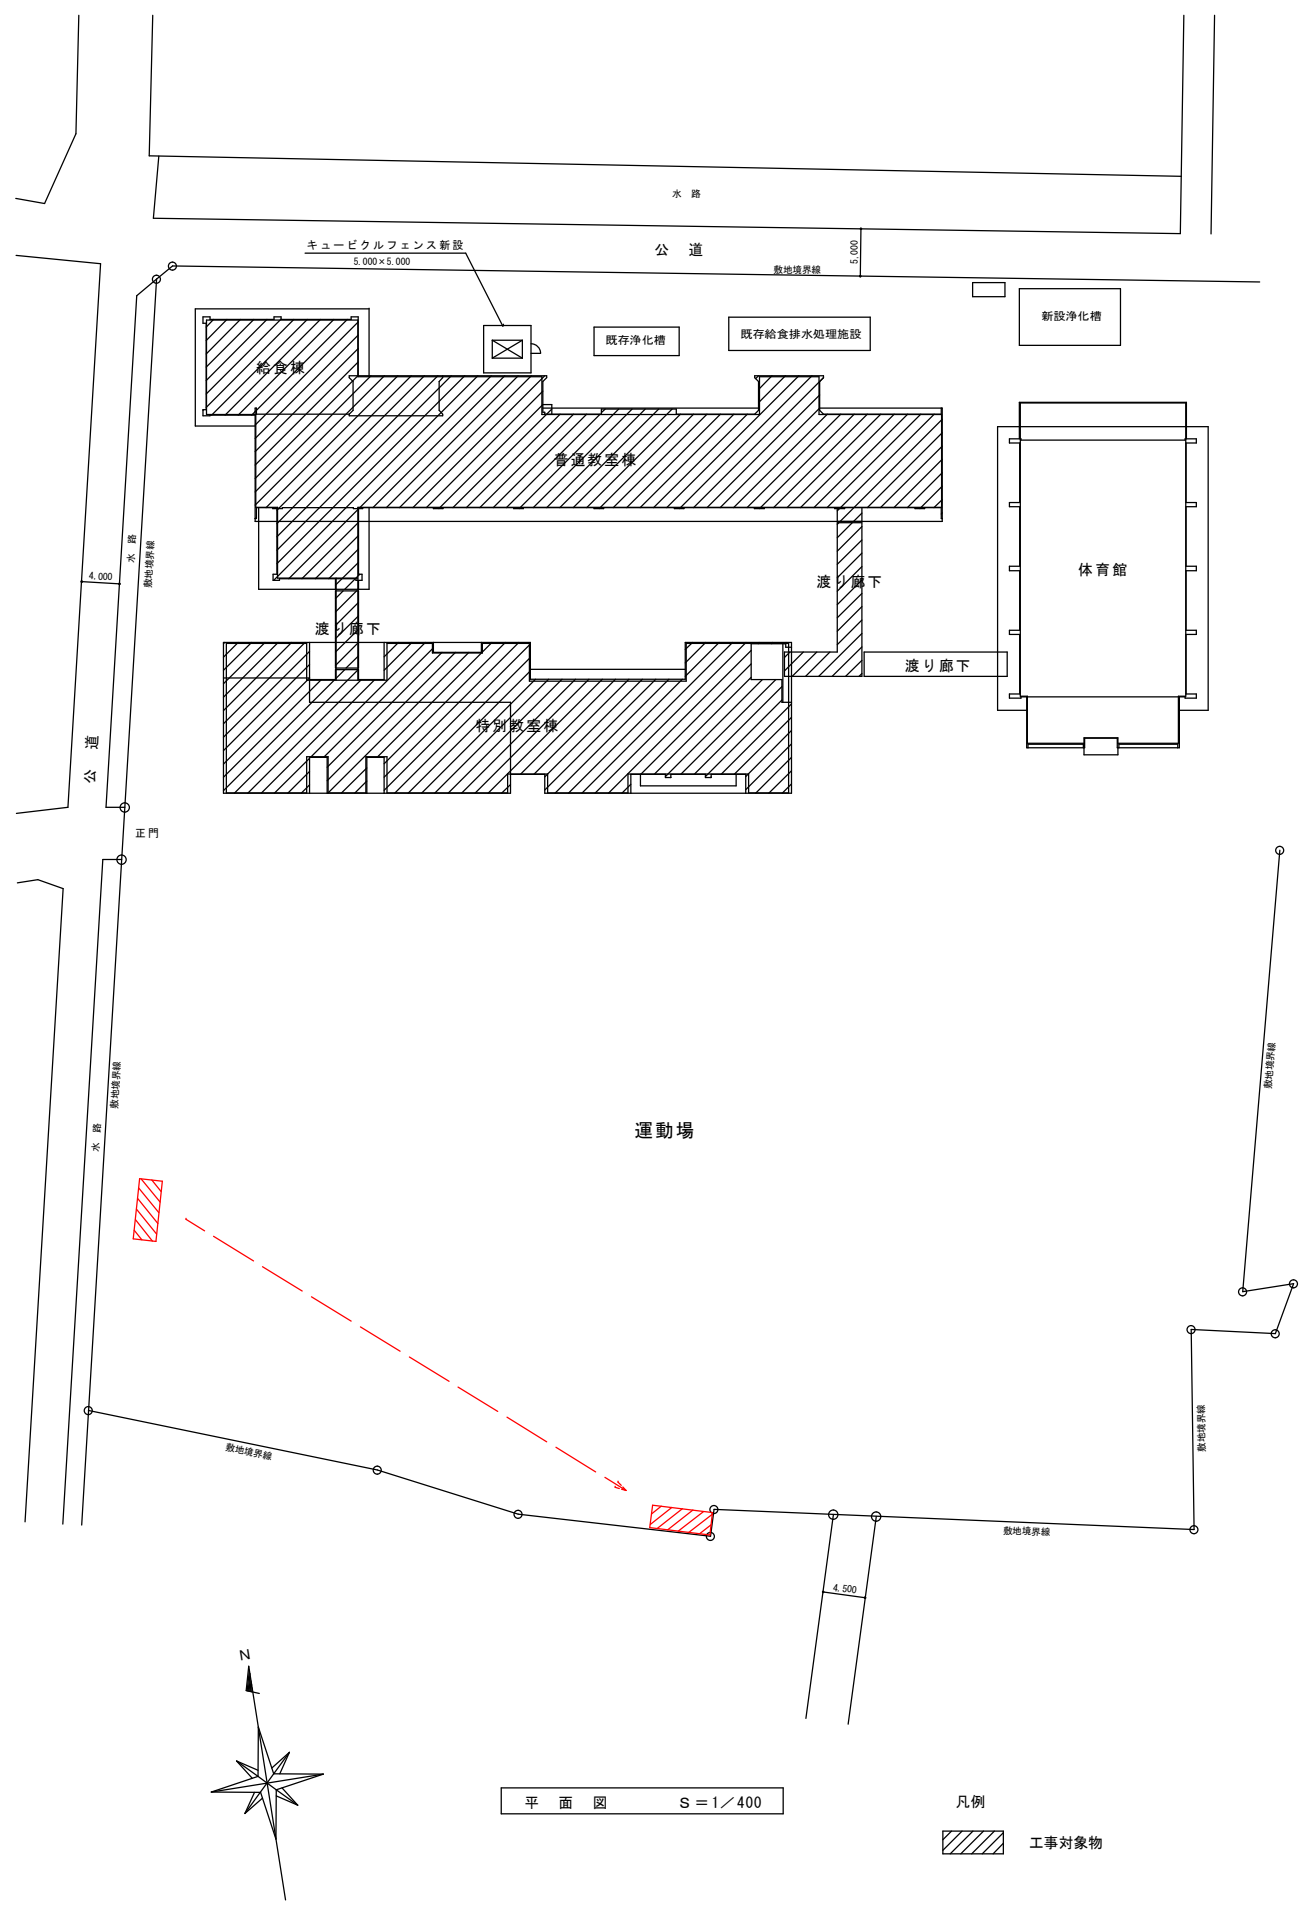 水 路
公 道
5.000
キュービクルフェンス新設
5.000×5.000
敷地境界線
新設浄化槽
既存浄化槽
既存給食排水処理施設
給食棟
普通教室棟
水 路
敷地境界線
4.000
体育館
渡り廊下
渡り廊下
渡り廊下
特別教室棟
公 道
正門
敷地境界線
敷地境界線
水 路
運動場
敷地境界線
敷地境界線
敷地境界線
4.500
N
平 面 図 S=1/400
凡例
工事対象物